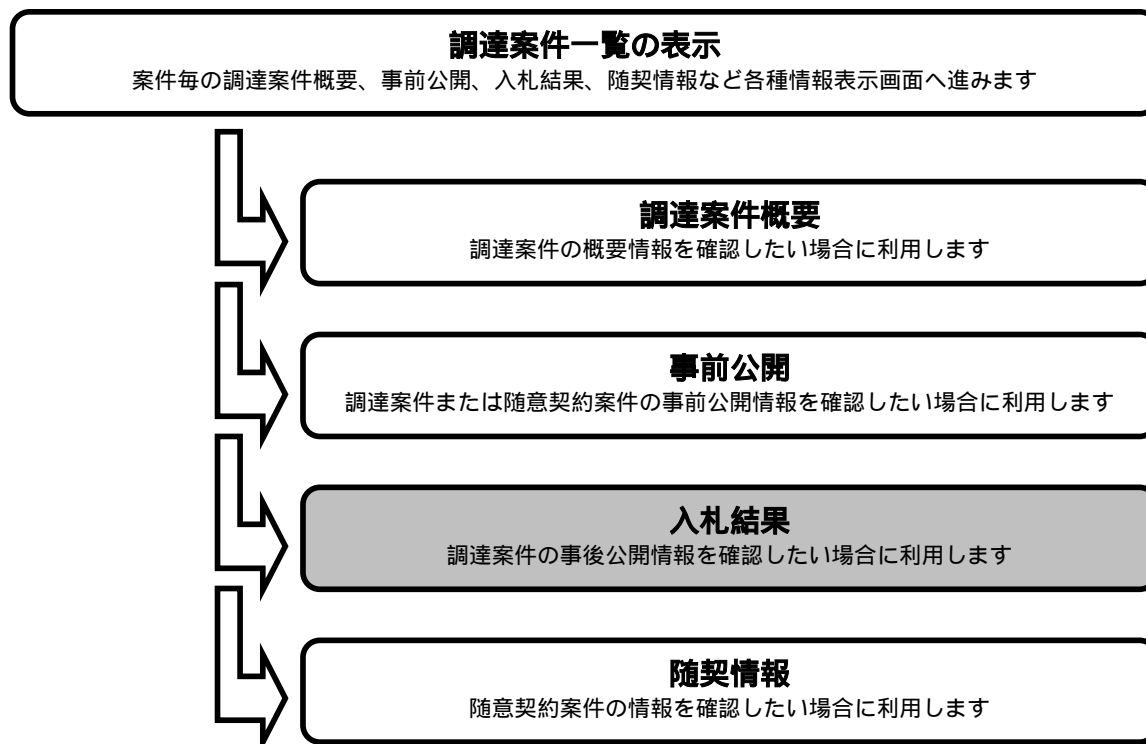 調達案件一覧の表示
案件毎の調達案件概要、事前公開、入札結果、随契情報など各種情報表示画面へ進みます
調達案件概要
調達案件の概要情報を確認したい場合に利用します
事前公開
調達案件または随意契約案件の事前公開情報を確認したい場合に利用します
入札結果
調達案件の事後公開情報を確認したい場合に利用します
随契情報
随意契約案件の情報を確認したい場合に利用します